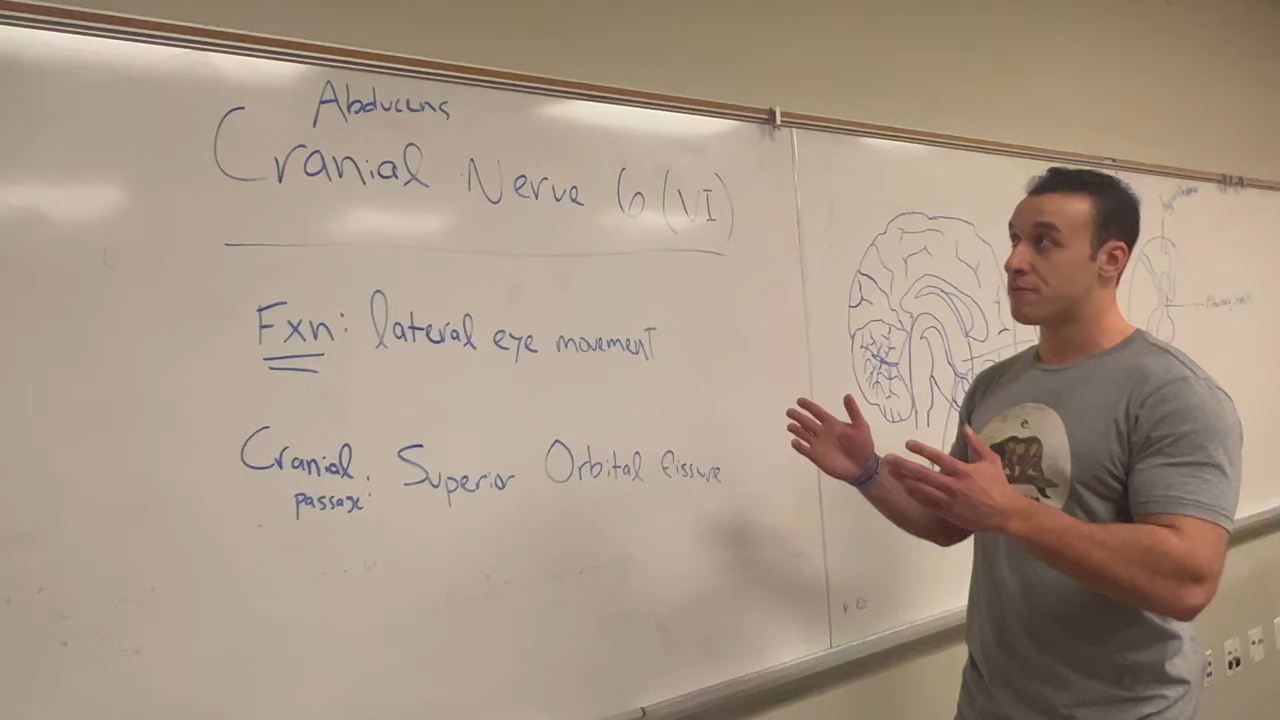 Abducens
Cranial Nerve 6 (VI)
Fxn: lateral eye movement
Cranial passage: Superior Orbital fissure